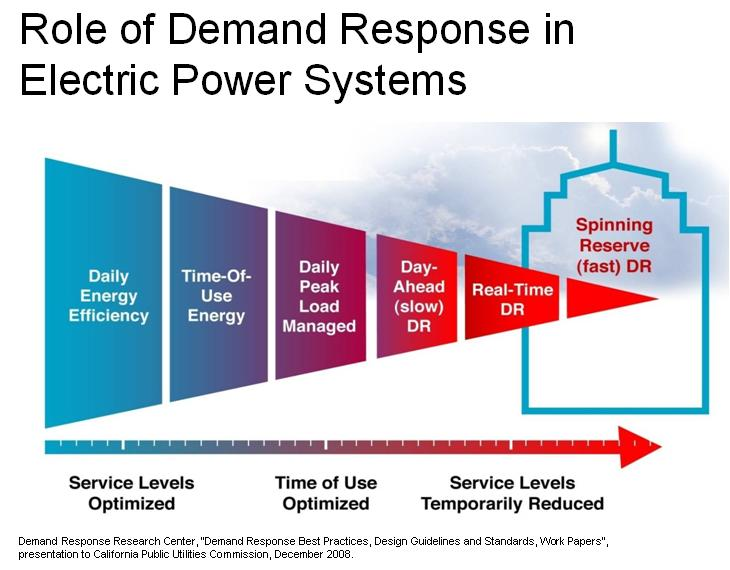 Role of Demand Response in
Electric Power Systems
Daily
Energy
Efficiency
Time-Of-
Use
Energy
Daily
Peak
Load
Managed
Day-
Ahead
(slow)
DR
Real-Time
DR
Spinning
Reserve
(fast) DR
Service Levels
Optimized
Time of Use
Optimized
Service Levels
Temporarily Reduced
Demand Response Research Center, "Demand Response Best Practices, Design Guidelines and Standards, Work Papers",
presentation to California Public Utilities Commission, December 2008.